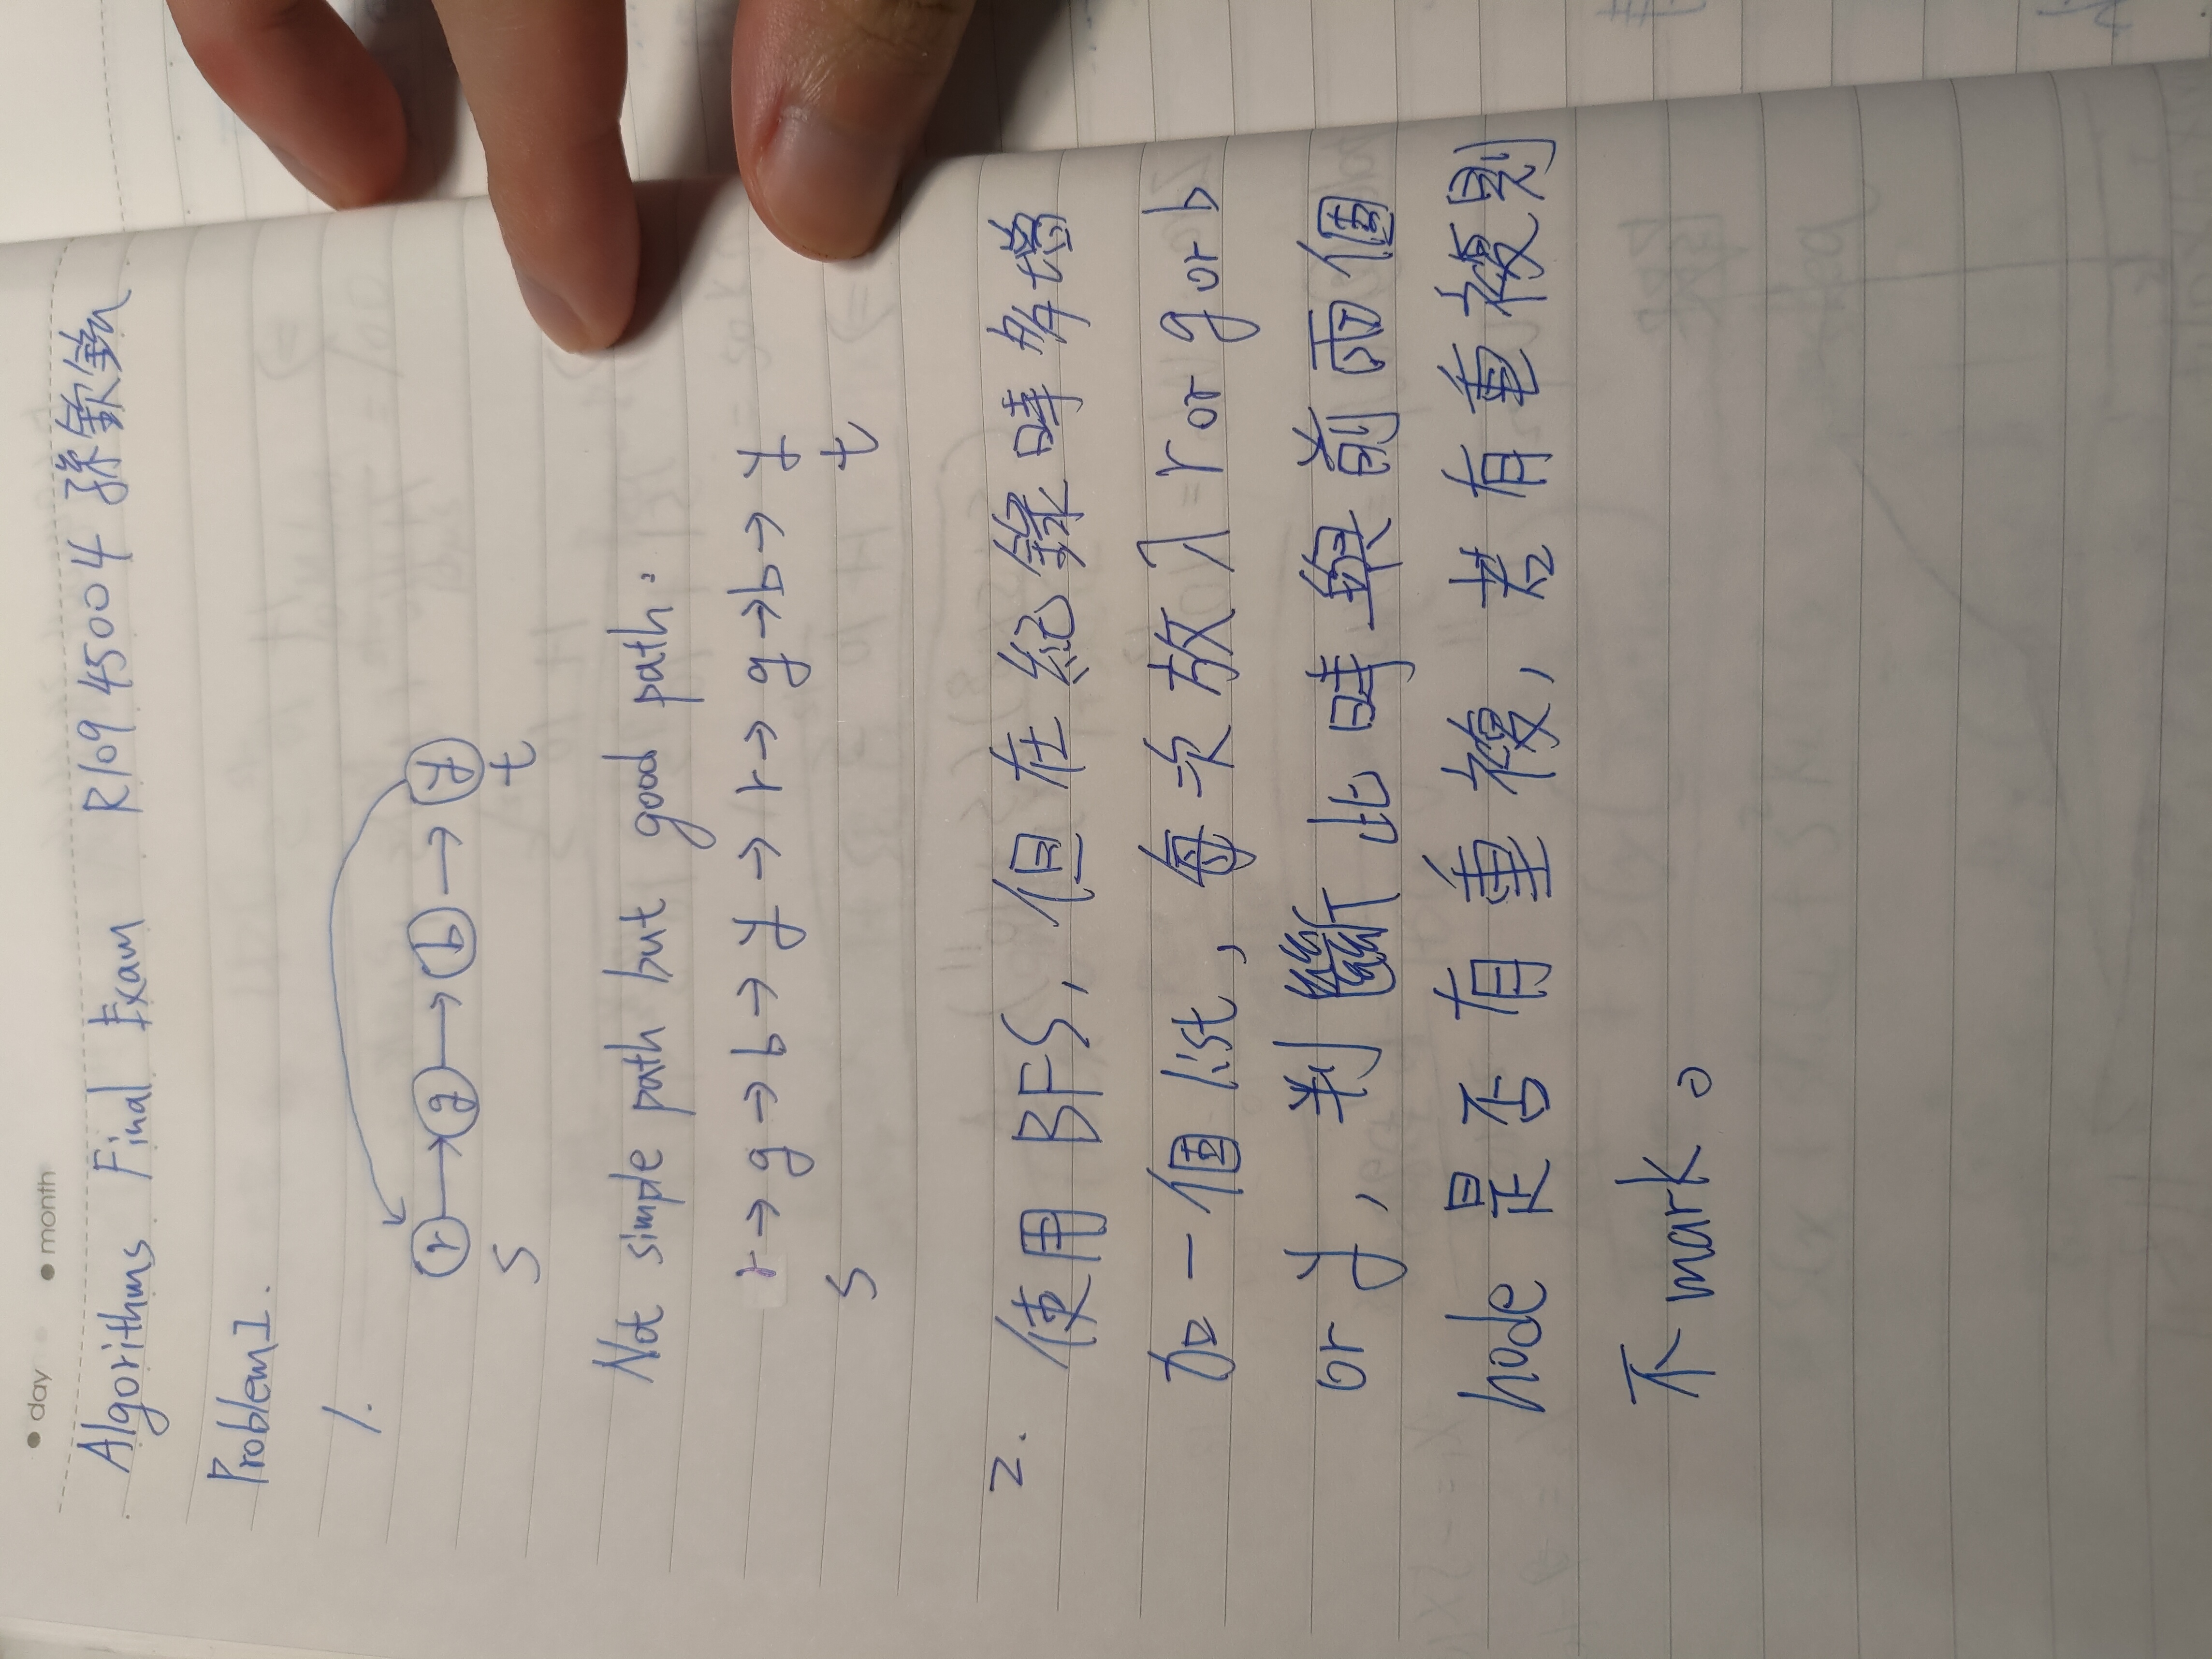 day month
Algorithms Final Exam R10945004 孫欽
Problem 1.
1.
r → g → b → y
s t
Not simple path but good path:
r → g → b → y → r → g → b → y
s t
2. 使用 BFS, 但在紀錄時多增
加一個 list, 每次放入 r or g or b
or y, 判斷此時與前兩個
node 是否有重複, 若有重複則
不 mark。